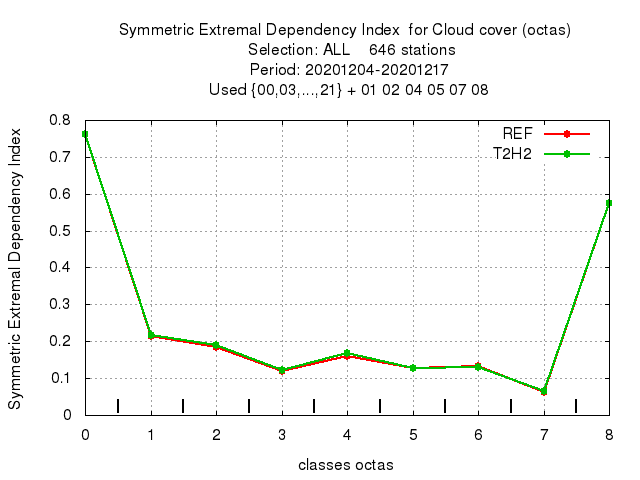 Symmetric Extremal Dependency Index  for Cloud cover (octas)
Selection: ALL    646 stations
Period: 20201204-20201217
Used {00,03,...,21} + 01 02 04 05 07 08
REF
T2H2
Symmetric Extremal Dependency Index
0.8
0.7
0.6
0.5
0.4
0.3
0.2
0.1
0
0 1 2 3 4 5 6 7 8
classes octas